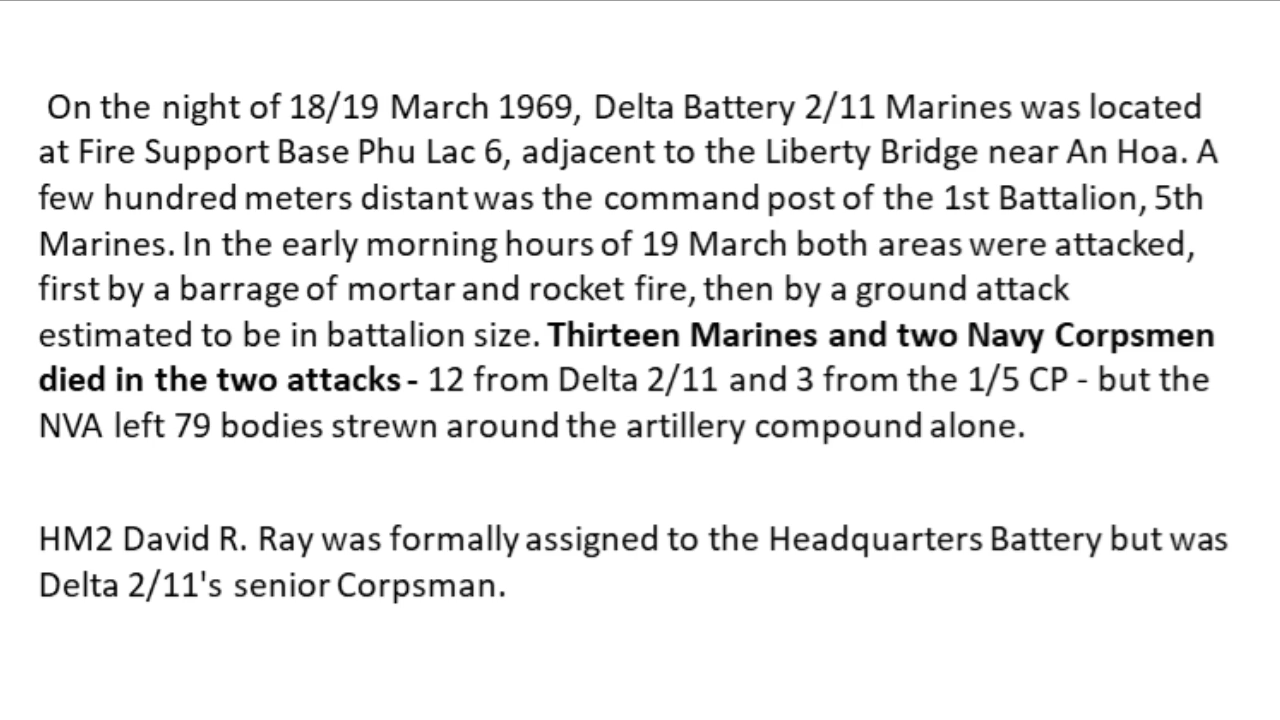 On the night of 18/19 March 1969, Delta Battery 2/11 Marines was located
at Fire Support Base Phu Lac 6, adjacent to the Liberty Bridge near An Hoa. A
few hundred meters distant was the command post of the 1st Battalion, 5th
Marines. In the early morning hours of 19 March both areas were attacked,
first by a barrage of mortar and rocket fire, then by a ground attack
estimated to be in battalion size. Thirteen Marines and two Navy Corpsmen
died in the two attacks - 12 from Delta 2/11 and 3 from the 1/5 CP - but the
NVA left 79 bodies strewn around the artillery compound alone.
HM2 David R. Ray was formally assigned to the Headquarters Battery but was
Delta 2/11's senior Corpsman.